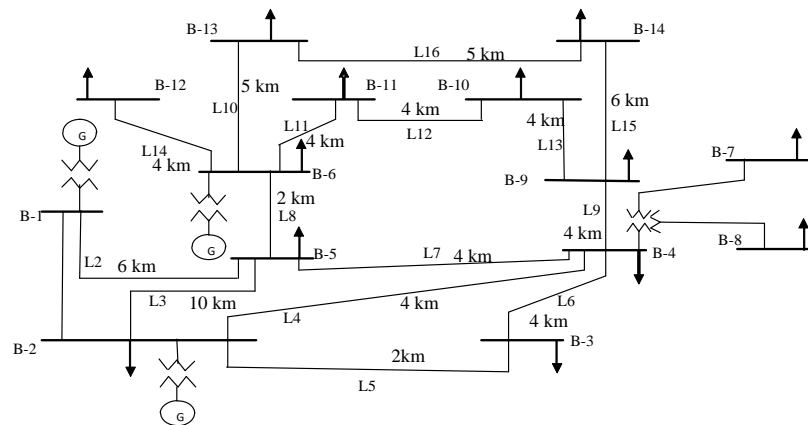 B-13
B-14
L16
5 km
B-12
5 km
B-11
B-10
6 km
L10
L11
4 km
4 km
L15
G
4 km
L12
L13
B-7
L14
4 km
B-6
B-9
2 km
L9
B-1
L8
4 km
G
B-5
L7
4 km
B-4
B-8
L2
6 km
L3
10 km
L4
4 km
L6
4 km
B-2
B-3
2km
L5
G